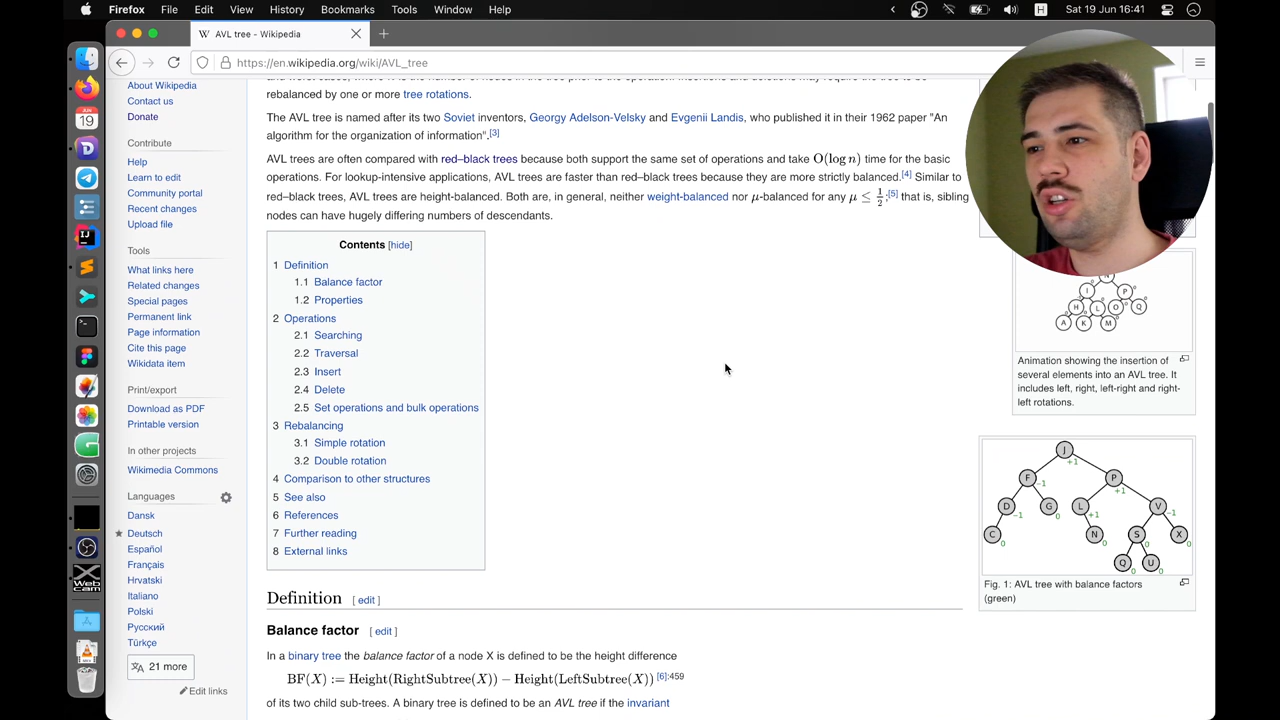 Firefox File Edit View History Bookmarks Tools Window Help
H Sat 19 Jun 16:41
W AVL tree - Wikipedia
https://en.wikipedia.org/wiki/AVL_tree
About Wikipedia
Contact us
Donate
Contribute
Help
Learn to edit
Community portal
Recent changes
Upload file
Tools
What links here
Related changes
Special pages
Permanent link
Page information
Cite this page
Wikidata item
Print/export
Download as PDF
Printable version
In other projects
Wikimedia Commons
Languages
Dansk
Deutsch
Español
Français
Hrvatski
Italiano
Polski
Русский
Türkçe
21 more
Edit links
rebalanced by one or more tree rotations.
The AVL tree is named after its two Soviet inventors, Georgy Adelson-Velsky and Evgenii Landis, who published it in their 1962 paper "An
algorithm for the organization of information".[3]
AVL trees are often compared with red–black trees because both support the same set of operations and take O(log n) time for the basic
operations. For lookup-intensive applications, AVL trees are faster than red–black trees because they are more strictly balanced.[4] Similar to
red–black trees, AVL trees are height-balanced. Both are, in general, neither weight-balanced nor μ-balanced for any μ ≤ 1/2;[5] that is, sibling
nodes can have hugely differing numbers of descendants.
Contents [hide]
1 Definition
1.1 Balance factor
1.2 Properties
2 Operations
2.1 Searching
2.2 Traversal
2.3 Insert
2.4 Delete
2.5 Set operations and bulk operations
3 Rebalancing
3.1 Simple rotation
3.2 Double rotation
4 Comparison to other structures
5 See also
6 References
7 Further reading
8 External links
Definition [ edit ]
Balance factor [ edit ]
In a binary tree the balance factor of a node X is defined to be the height difference
BF(X) := Height(RightSubtree(X)) − Height(LeftSubtree(X)) [6]:459
of its two child sub-trees. A binary tree is defined to be an AVL tree if the invariant
I P
H L O Q
A K M
Animation showing the insertion of
several elements into an AVL tree. It
includes left, right, left-right and right-
left rotations.
J +1
F −1 P +1
D −1 G 0 L +1 V −1
C 0 N 0 S 0 X 0
Q 0 U 0
Fig. 1: AVL tree with balance factors
(green)
Web
cam